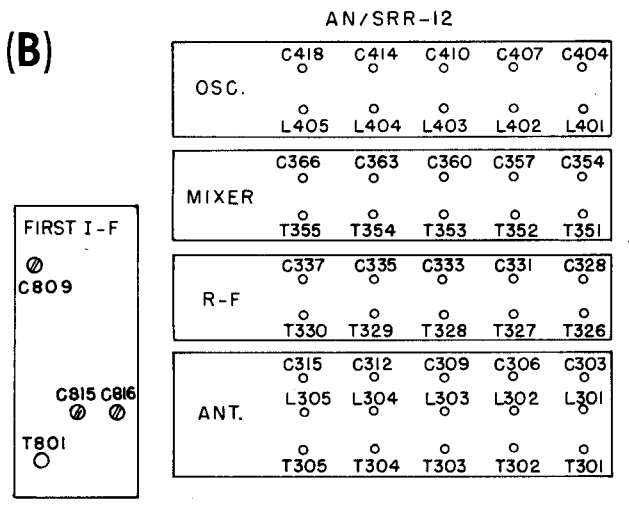 AN/SRR-12
(B)
OSC.
C418 C414 C410 C407 C404
L405 L404 L403 L402 L401
MIXER
C366 C363 C360 C357 C354
T355 T354 T353 T352 T351
R-F
C337 C335 C333 C331 C328
T330 T329 T328 T327 T326
ANT.
C315 C312 C309 C306 C303
L305 L304 L303 L302 L301
T305 T304 T303 T302 T301
FIRST I-F
C809
C815 C816
T801